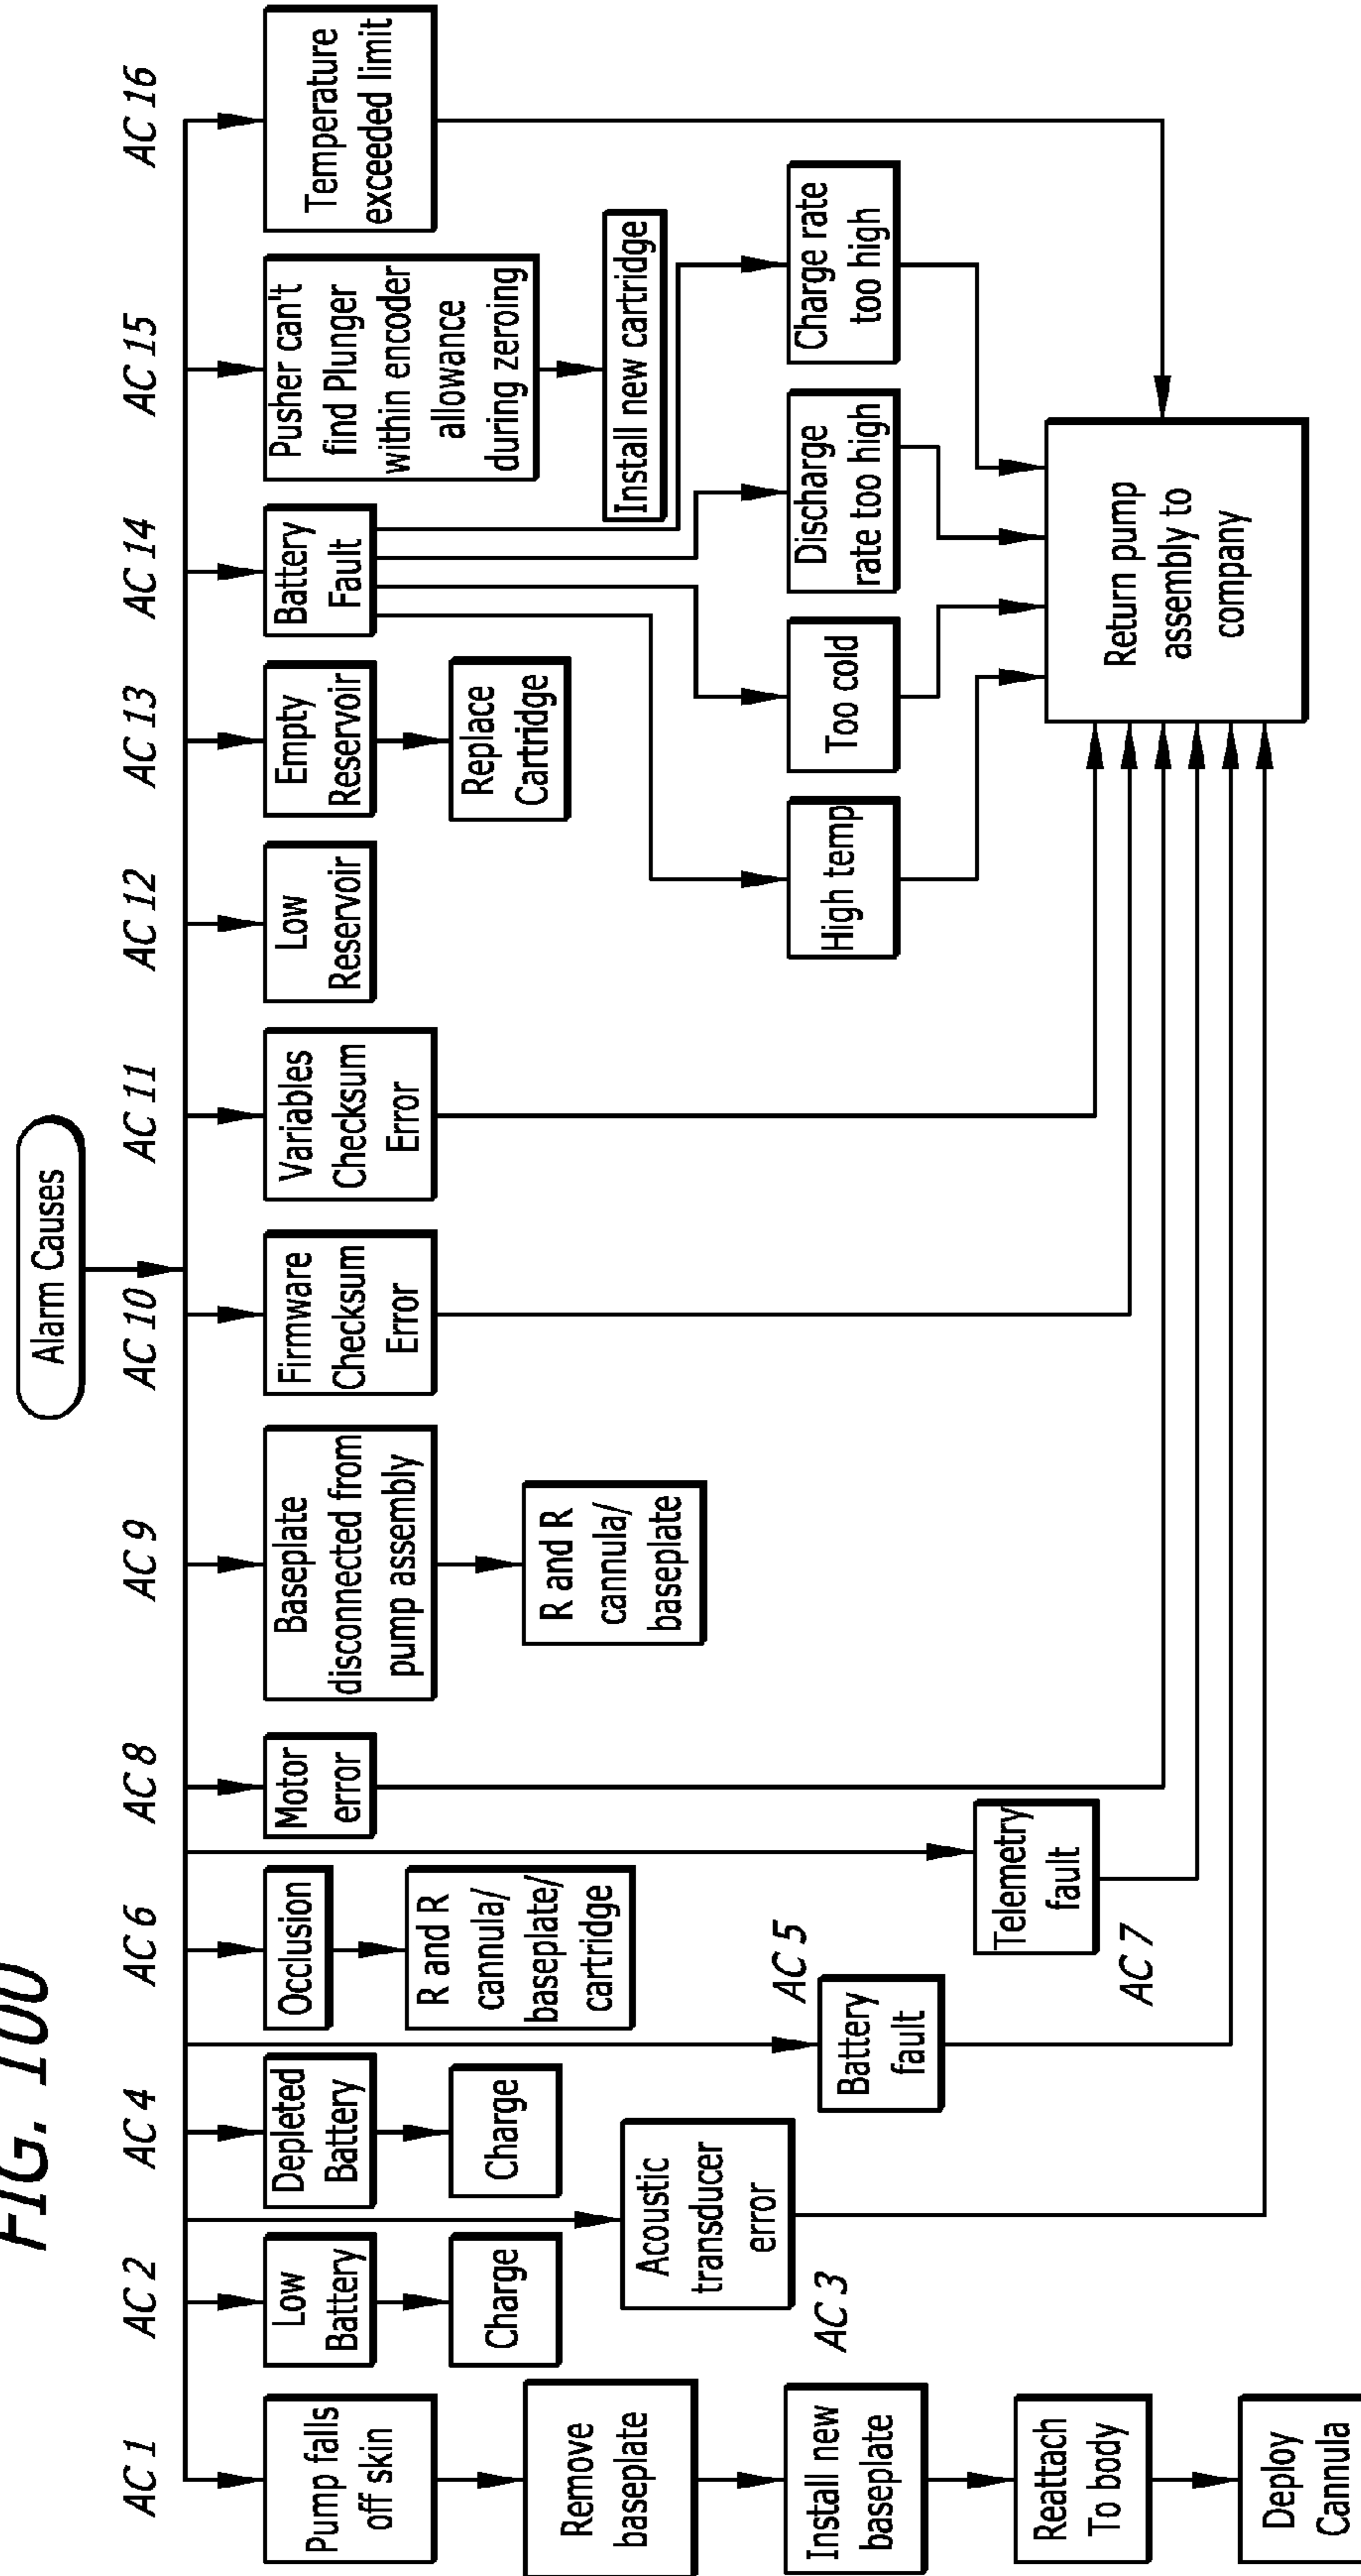 FIG. 100
Alarm Causes
AC 1
AC 2
AC 4
AC 6
AC 8
AC 9
AC 10
AC 11
AC 12
AC 13
AC 14
AC 15
AC 16
Pump falls
off skin
Remove
baseplate
Install new
baseplate
Reattach
To body
Deploy
Cannula
Low
Battery
Charge
Acoustic
transducer
error
AC 3
Depleted
Battery
Charge
AC 5
Battery
fault
Occlusion
R and R
cannula/
baseplate/
cartridge
Telemetry
fault
AC 7
Motor
error
Baseplate
disconnected from
pump assembly
R and R
cannula/
baseplate
Firmware
Checksum
Error
Variables
Checksum
Error
Low
Reservoir
Empty
Reservoir
Replace
Cartridge
Battery
Fault
High temp
Too cold
Discharge
rate too high
Charge rate
too high
Pusher can't
find Plunger
within encoder
allowance
during zeroing
Install new cartridge
Temperature
exceeded limit
Return pump
assembly to
company